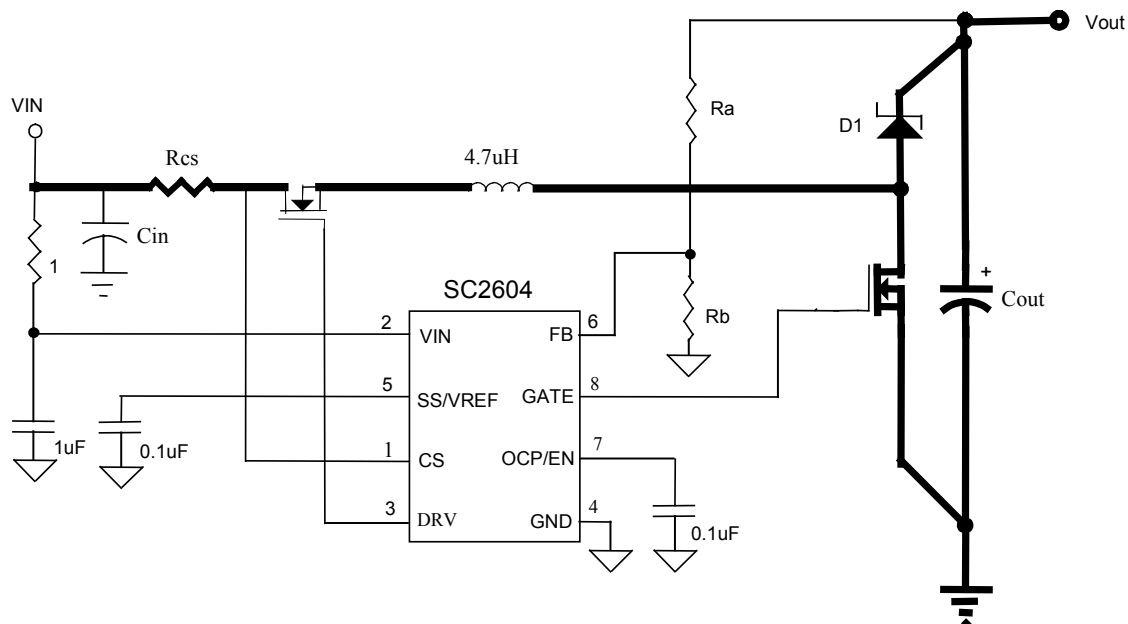 Vout
VIN
Ra
D1
Rcs
4.7uH
Cin
1
SC2604
+
Cout
2
VIN
FB
6
Rb
5
SS/VREF
GATE
8
1uF
0.1uF
1
CS
OCP/EN
7
3
DRV
GND
4
0.1uF